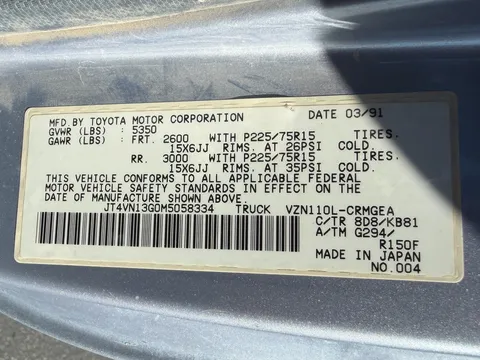 MFD.BY TOYOTA MOTOR CORPORATION DATE 03/91
GVWR (LBS) : 5350
GAWR (LBS) : FRT. 2600 WITH P225/75R15 TIRES.
15X6JJ RIMS. AT 26PSI COLD.
RR. 3000 WITH P225/75R15 TIRES.
15X6JJ RIMS. AT 35PSI COLD.
THIS VEHICLE CONFORMS TO ALL APPLICABLE FEDERAL
MOTOR VEHICLE SAFETY STANDARDS IN EFFECT ON THE
DATE OF MANUFACTURE SHOWN ABOVE.
JT4VN13G0M5058334 TRUCK VZN110L-CRMGEA
C/TR 8D8/KB81
A/TM G294/
R150F
MADE IN JAPAN
NO.004